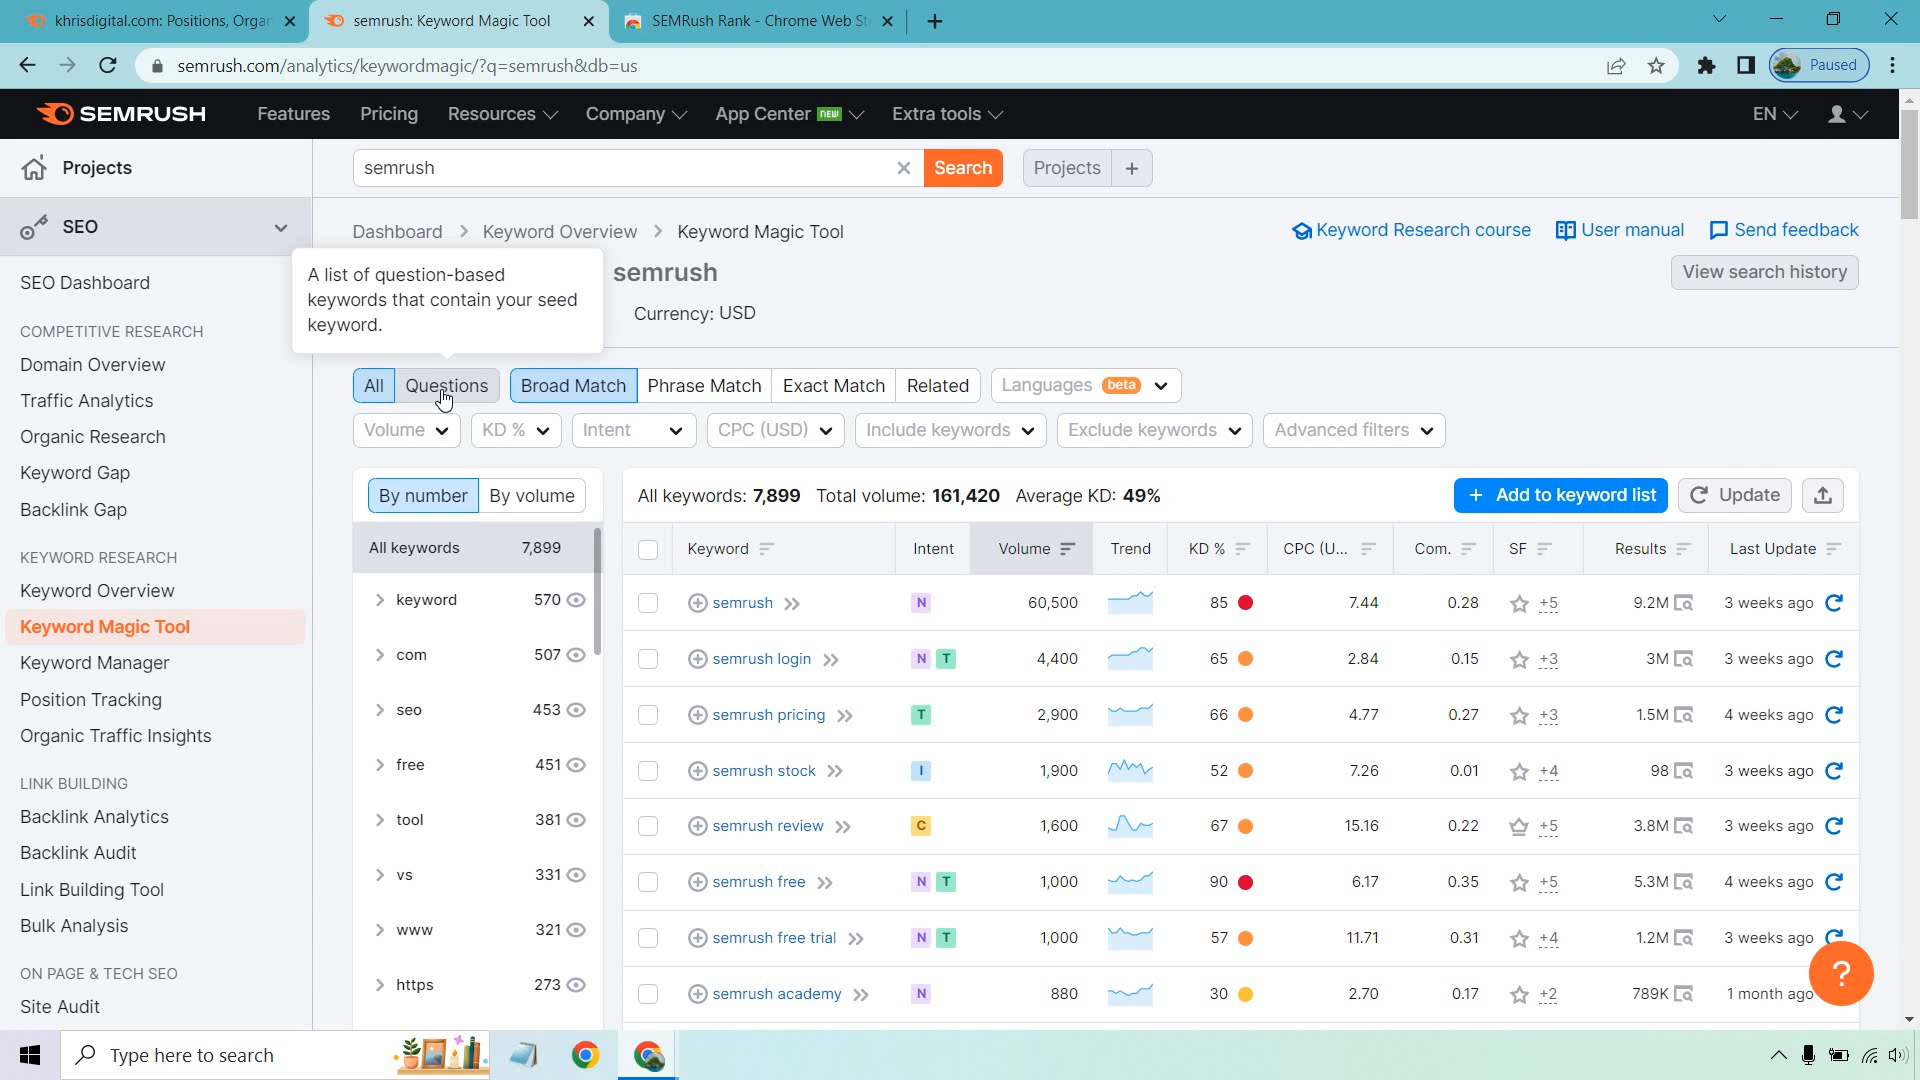 khrisdigital.com: Positions, Organ
semrush: Keyword Magic Tool
SEMRush Rank - Chrome Web St
semrush.com/analytics/keywordmagic/?q=semrush&db=us
Paused
SEMRUSH
Features
Pricing
Resources
Company
App Center NEW
Extra tools
EN
Projects
semrush
Search
Projects
SEO
Dashboard
Keyword Overview
Keyword Magic Tool
Keyword Research course
User manual
Send feedback
A list of question-based
keywords that contain your seed
keyword.
semrush
View search history
Currency: USD
SEO Dashboard
COMPETITIVE RESEARCH
Domain Overview
Traffic Analytics
Organic Research
Keyword Gap
Backlink Gap
KEYWORD RESEARCH
Keyword Overview
Keyword Magic Tool
Keyword Manager
Position Tracking
Organic Traffic Insights
LINK BUILDING
Backlink Analytics
Backlink Audit
Link Building Tool
Bulk Analysis
ON PAGE & TECH SEO
Site Audit
All
Questions
Broad Match
Phrase Match
Exact Match
Related
Languages beta
Volume
KD %
Intent
CPC (USD)
Include keywords
Exclude keywords
Advanced filters
By number
By volume
All keywords 7,899
keyword 570
com 507
seo 453
free 451
tool 381
vs 331
www 321
https 273
All keywords: 7,899 Total volume: 161,420 Average KD: 49%
+ Add to keyword list
Update
Keyword Intent Volume Trend KD % CPC (U... Com. SF Results Last Update
semrush N 60,500 85 7.44 0.28 +5 9.2M 3 weeks ago
semrush login N T 4,400 65 2.84 0.15 +3 3M 3 weeks ago
semrush pricing T 2,900 66 4.77 0.27 +3 1.5M 4 weeks ago
semrush stock I 1,900 52 7.26 0.01 +4 98 3 weeks ago
semrush review C 1,600 67 15.16 0.22 +5 3.8M 3 weeks ago
semrush free N T 1,000 90 6.17 0.35 +5 5.3M 4 weeks ago
semrush free trial N T 1,000 57 11.71 0.31 +4 1.2M 3 weeks ago
semrush academy N 880 30 2.70 0.17 +2 789K 1 month ago
?
Type here to search